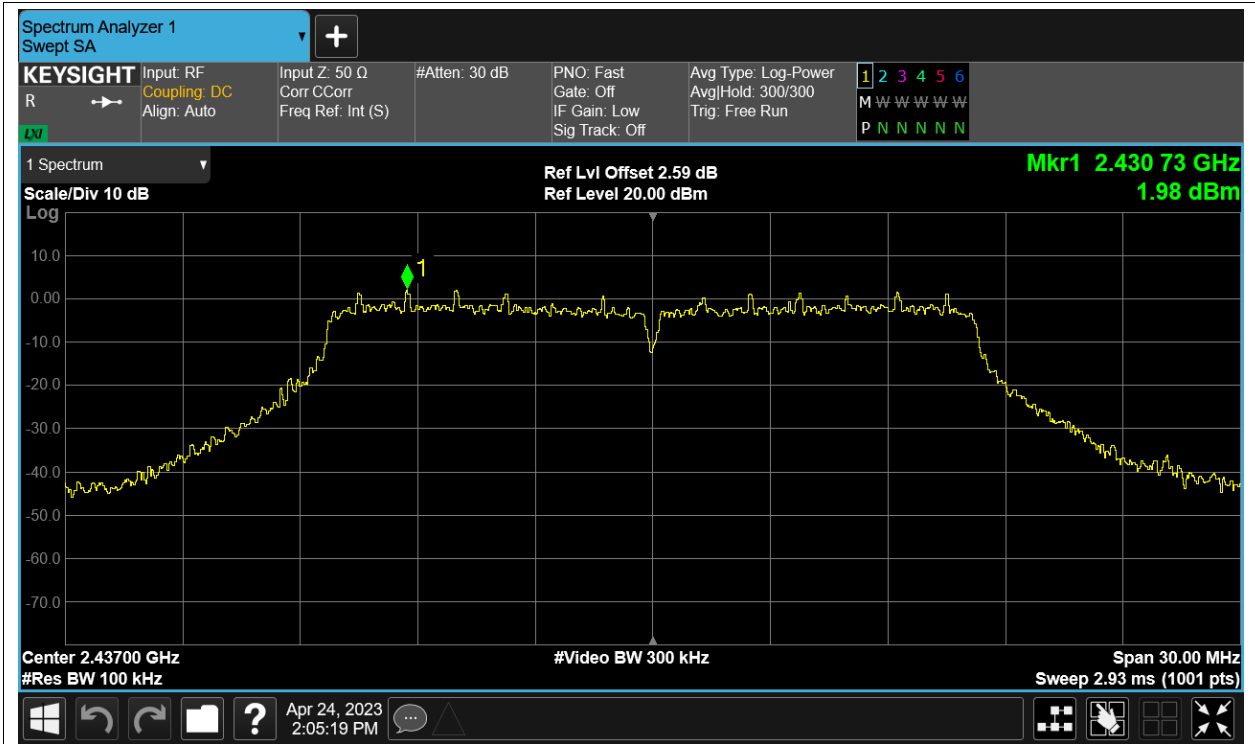 Spectrum Analyzer 1
Swept SA
KEYSIGHT
R
LXI
Input: RF
Coupling: DC
Align: Auto
Input Z: 50 Ω
Corr CCorr
Freq Ref: Int (S)
#Atten: 30 dB
PNO: Fast
Gate: Off
IF Gain: Low
Sig Track: Off
Avg Type: Log-Power
Avg|Hold: 300/300
Trig: Free Run
1 2 3 4 5 6
M W W W W W
P N N N N N
1 Spectrum
Scale/Div 10 dB
Log
Ref Lvl Offset 2.59 dB
Ref Level 20.00 dBm
Mkr1 2.430 73 GHz
1.98 dBm
1
10.0
0.00
-10.0
-20.0
-30.0
-40.0
-50.0
-60.0
-70.0
Center 2.43700 GHz
#Res BW 100 kHz
#Video BW 300 kHz
Span 30.00 MHz
Sweep 2.93 ms (1001 pts)
?
Apr 24, 2023
2:05:19 PM